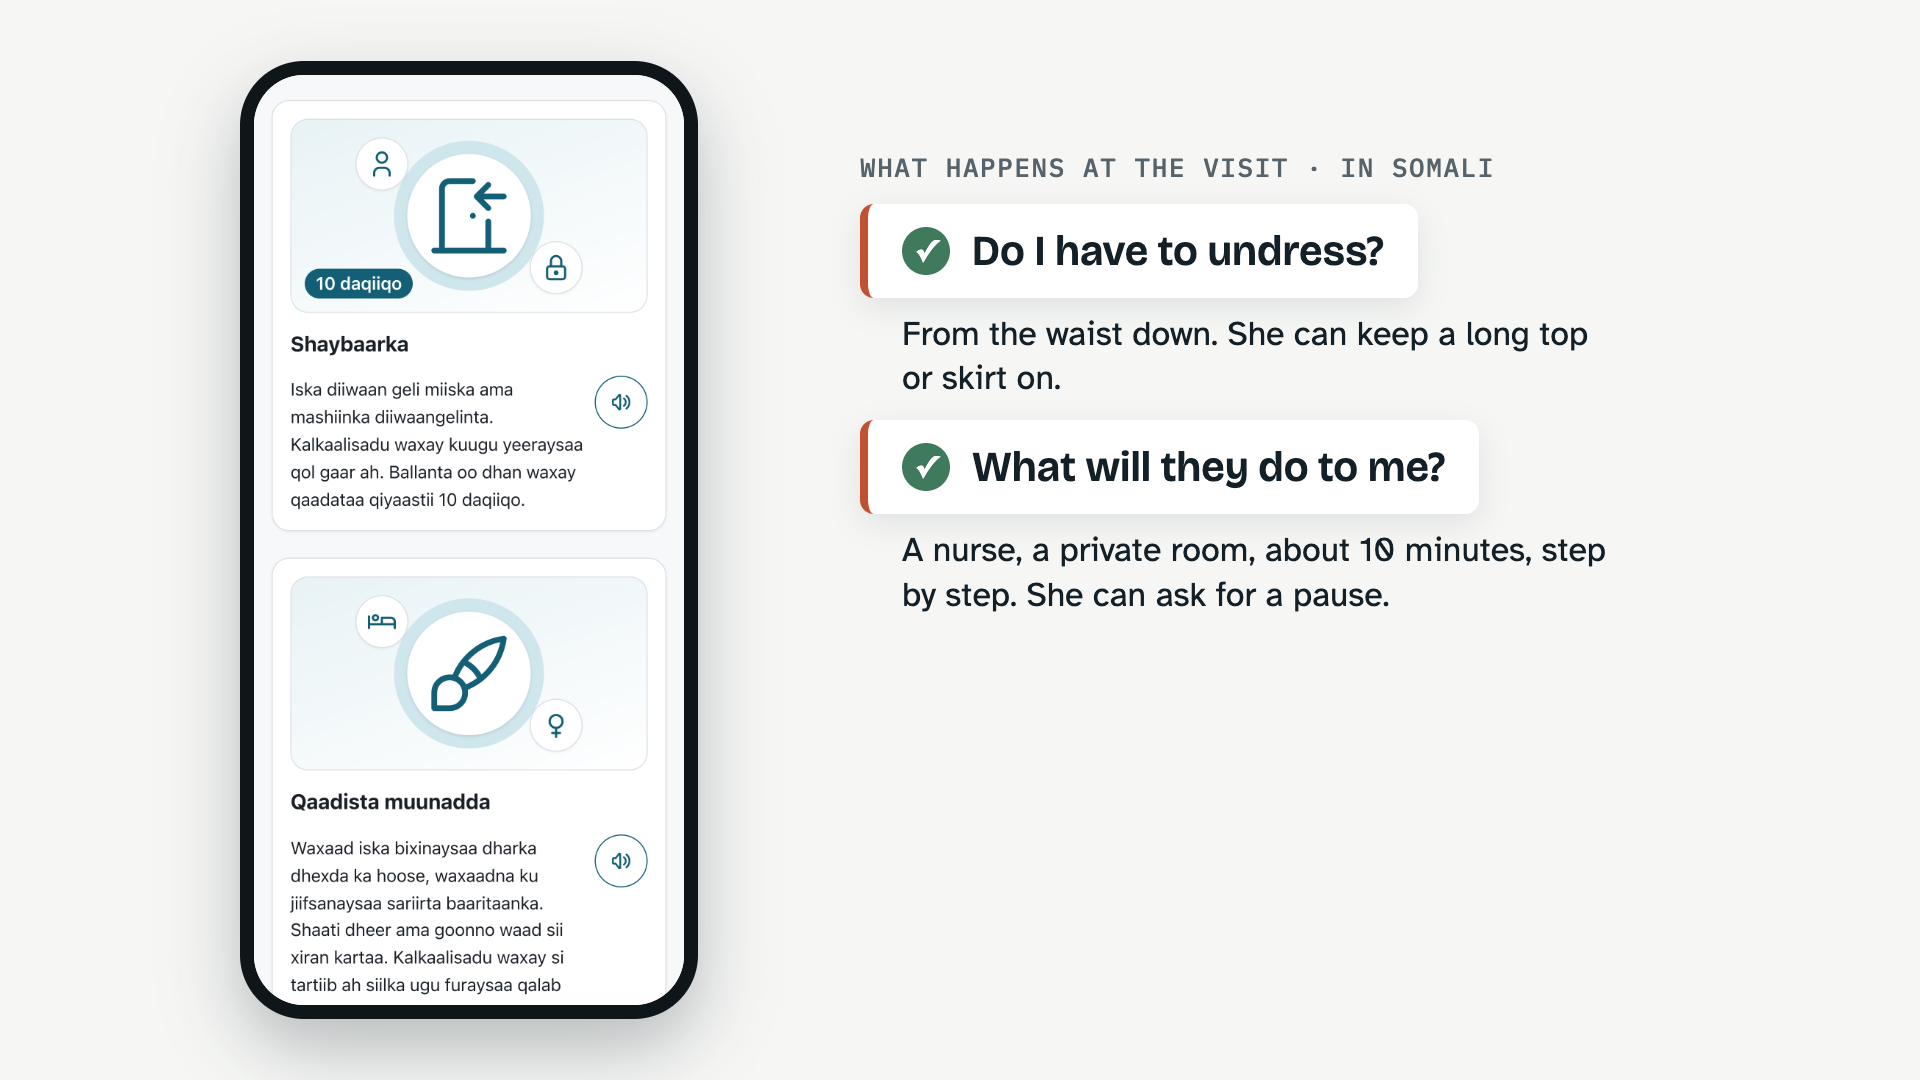 10 daqiiqo
Shaybaarka
Iska diiwaan geli miiska ama
mashiinka diiwaangelinta.
Kalkaalisadu waxay kuugu yeeraysaa
qol gaar ah. Ballanta oo dhan waxay
qaadataa qiyaastii 10 daqiiqo.
Qaadista muunadda
Waxaad iska bixinaysaa dharka
dhexda ka hoose, waxaadna ku
jiifsanaysaa sariirta baaritaanka.
Shaati dheer ama goonno waad sii
xiran kartaa. Kalkaalisadu waxay si
tartiib ah siilka ugu furaysaa qalab
WHAT HAPPENS AT THE VISIT · IN SOMALI
Do I have to undress?
From the waist down. She can keep a long top
or skirt on.
What will they do to me?
A nurse, a private room, about 10 minutes, step
by step. She can ask for a pause.